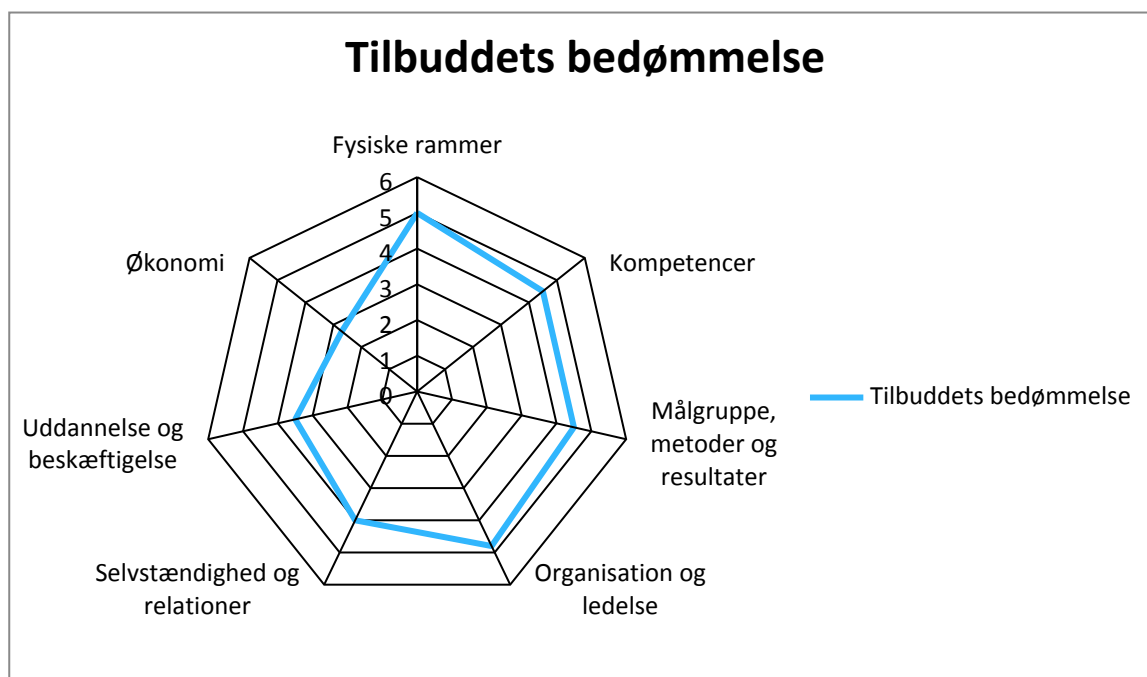 Tilbuddets bedømmelse
Fysiske rammer
6
5
4
3
2
1
0
Kompetencer
Målgruppe,
metoder og
resultater
Organisation og
ledelse
Selvstændighed og
relationer
Uddannelse og
beskæftigelse
Økonomi
Tilbuddets bedømmelse